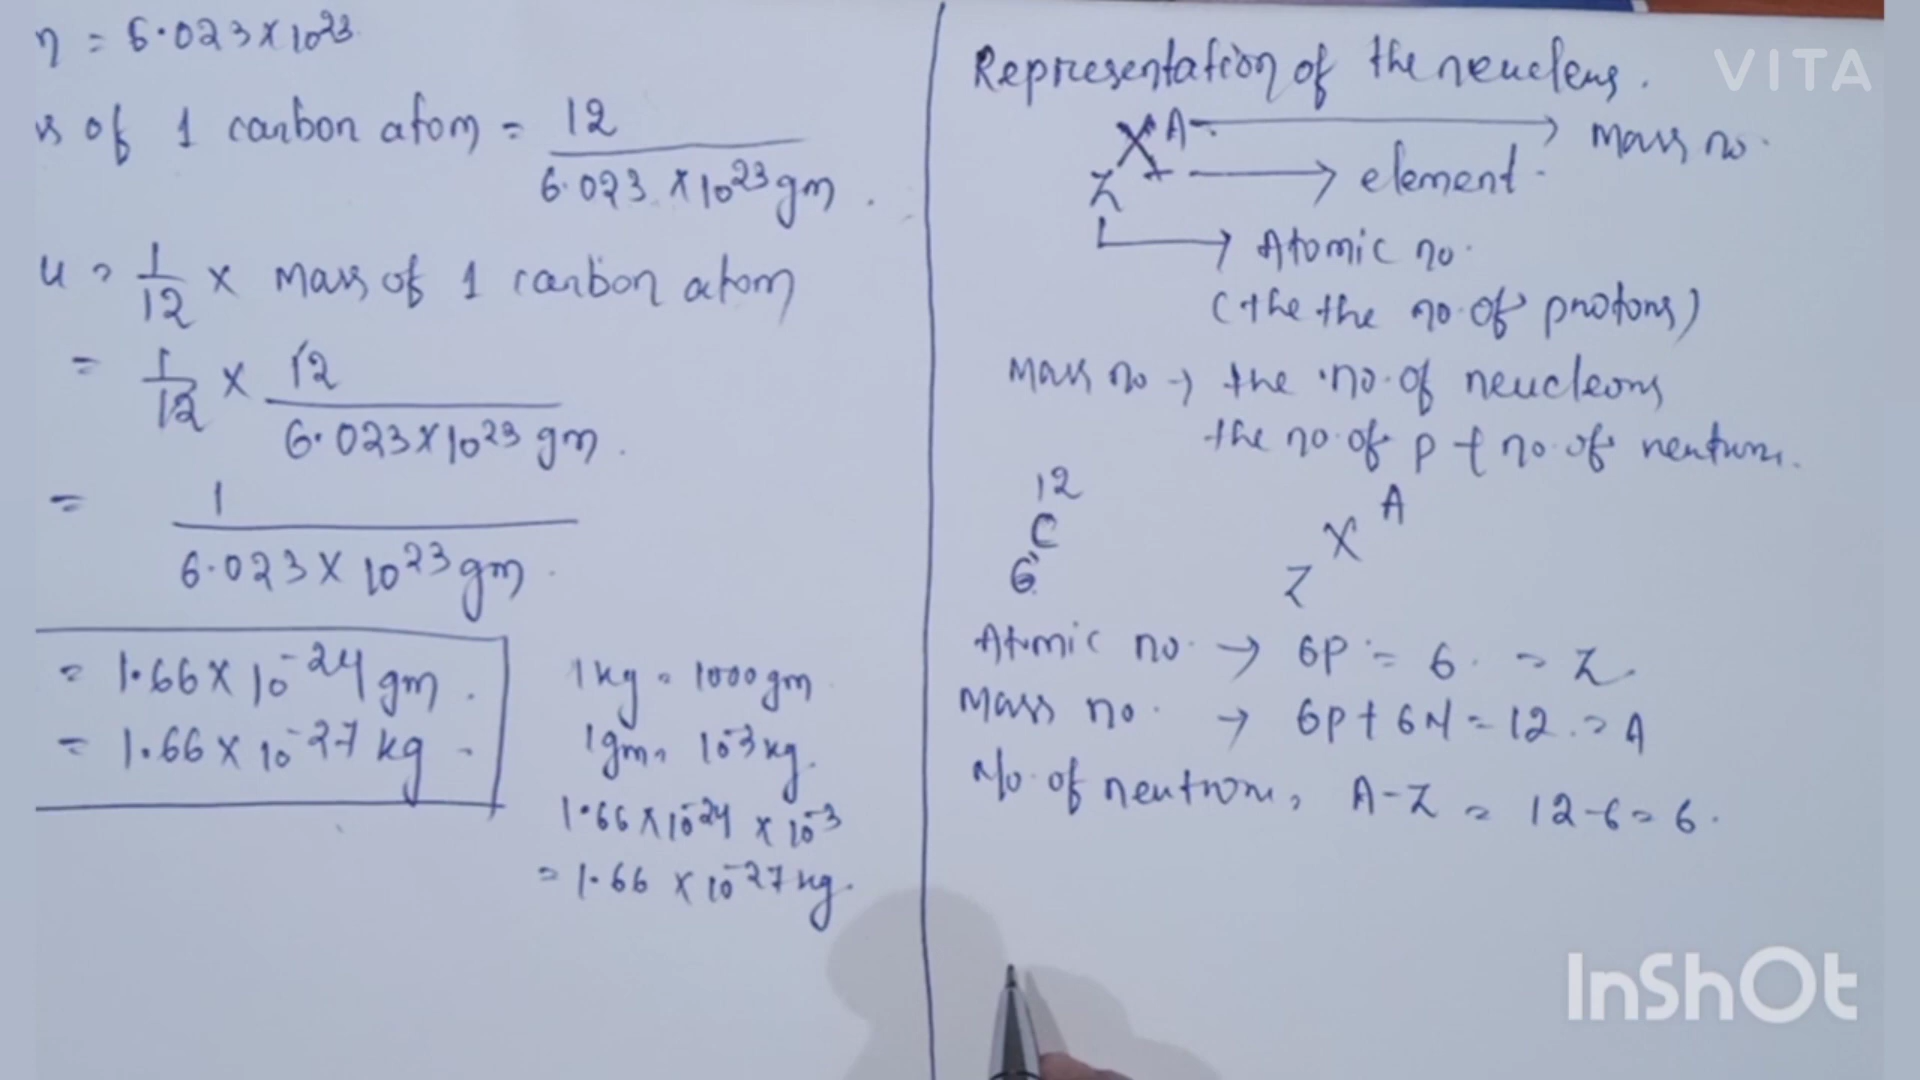 n = 6.023×10²³
s of 1 carbon atom = 12 / 6.023 × 10²³ gm.
u = 1/12 × mass of 1 carbon atom
= 1/12 × 12 / 6.023×10²³ gm.
= 1 / 6.023 × 10²³ gm.
= 1.66 × 10⁻²⁴ gm.
= 1.66 × 10⁻²⁷ kg.
1 kg = 1000 gm
1 gm = 10⁻³ kg.
1.66 × 10⁻²⁴ × 10⁻³
= 1.66 × 10⁻²⁷ kg.
Representation of the neucleus.
X A → Mass no.
Z → element.
→ Atomic no.
(the the no. of protons)
Mass no → the no. of neucleons
the no. of p + no. of neutrons.
12
C
6
A
X
Z
Atomic no. → 6P = 6. = Z
Mass no. → 6P + 6N = 12. = A
No. of neutrons, A-Z = 12-6 = 6.
VITA
InShOt